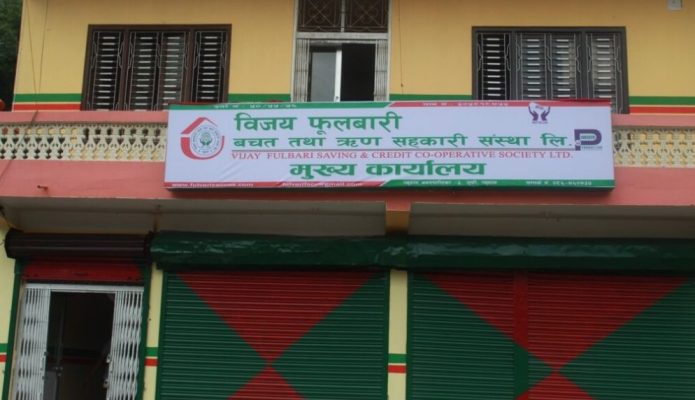 विजय फूलबारी
बचत तथा ऋण सहकारी संस्था लि.
VIJAY FULBARI SAVING & CREDIT CO-OPERATIVE SOCIETY LTD.
मुख्य कार्यालय